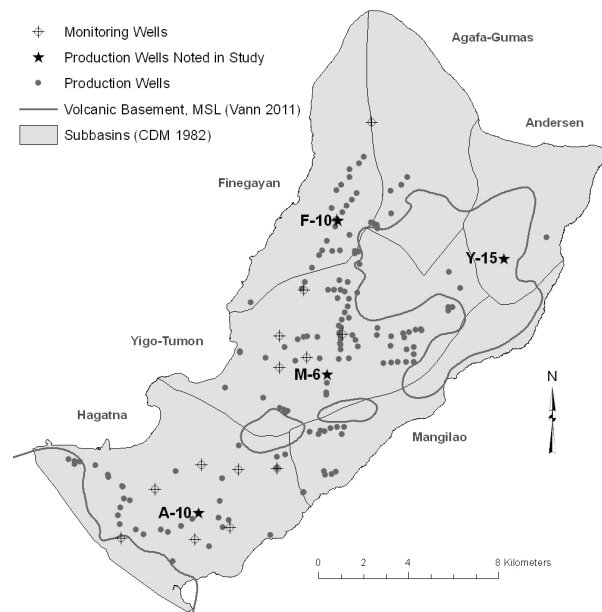 Monitoring Wells
Production Wells Noted in Study
Production Wells
Volcanic Basement, MSL (Vann 2011)
Subbasins (CDM 1982)
Agafa-Gumas
Andersen
Finegayan
F-10
Y-15
Yigo-Tumon
M-6
N
Hagatna
Mangilao
A-10
0 2 4 8 Kilometers